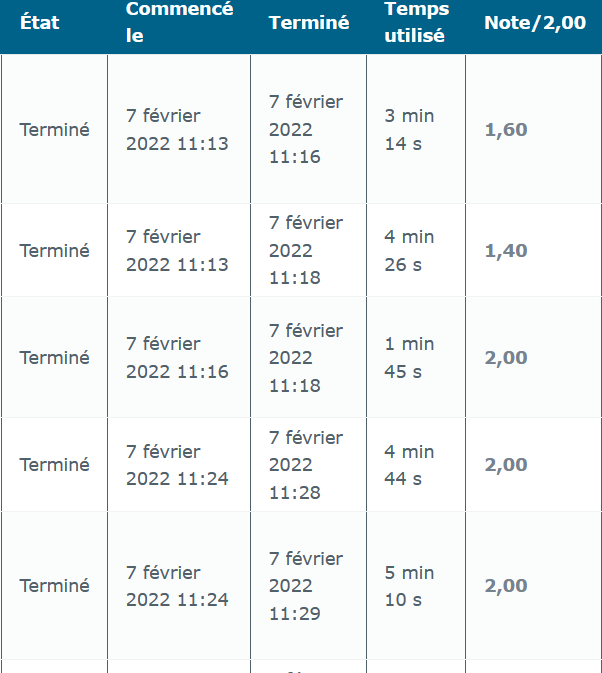 État Commencé le Terminé Temps utilisé Note/2,00
Terminé 7 février 2022 11:13 7 février 2022 11:16 3 min 14 s 1,60
Terminé 7 février 2022 11:13 7 février 2022 11:18 4 min 26 s 1,40
Terminé 7 février 2022 11:16 7 février 2022 11:18 1 min 45 s 2,00
Terminé 7 février 2022 11:24 7 février 2022 11:28 4 min 44 s 2,00
Terminé 7 février 2022 11:24 7 février 2022 11:29 5 min 10 s 2,00